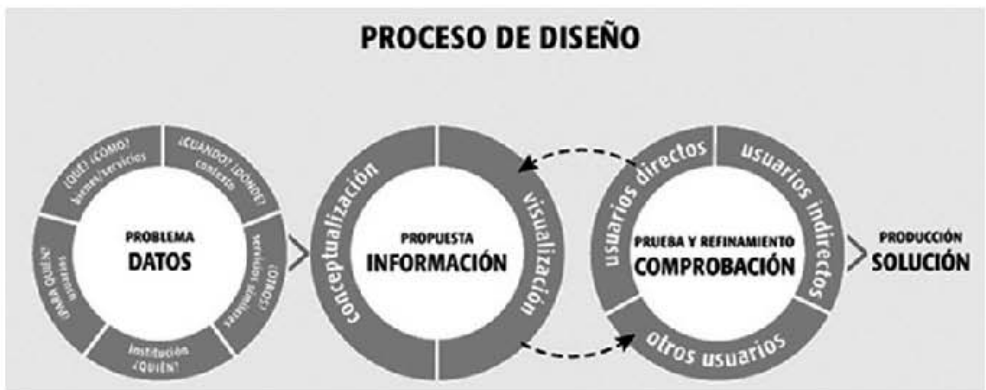 PROCESO DE DISEÑO
¿QUÉ? ¿CÓMO?
bienes/servicios
¿CUÁNDO? ¿DÓNDE?
contexto
¿PARA QUIÉN?
usuarios
¿OTROS?
servicios similares
Institución
¿QUIÉN?
PROBLEMA
DATOS
conceptualización
visualización
PROPUESTA
INFORMACIÓN
usuarios directos
usuarios indirectos
otros usuarios
PRUEBA Y REFINAMIENTO
COMPROBACIÓN
PRODUCCIÓN
SOLUCIÓN